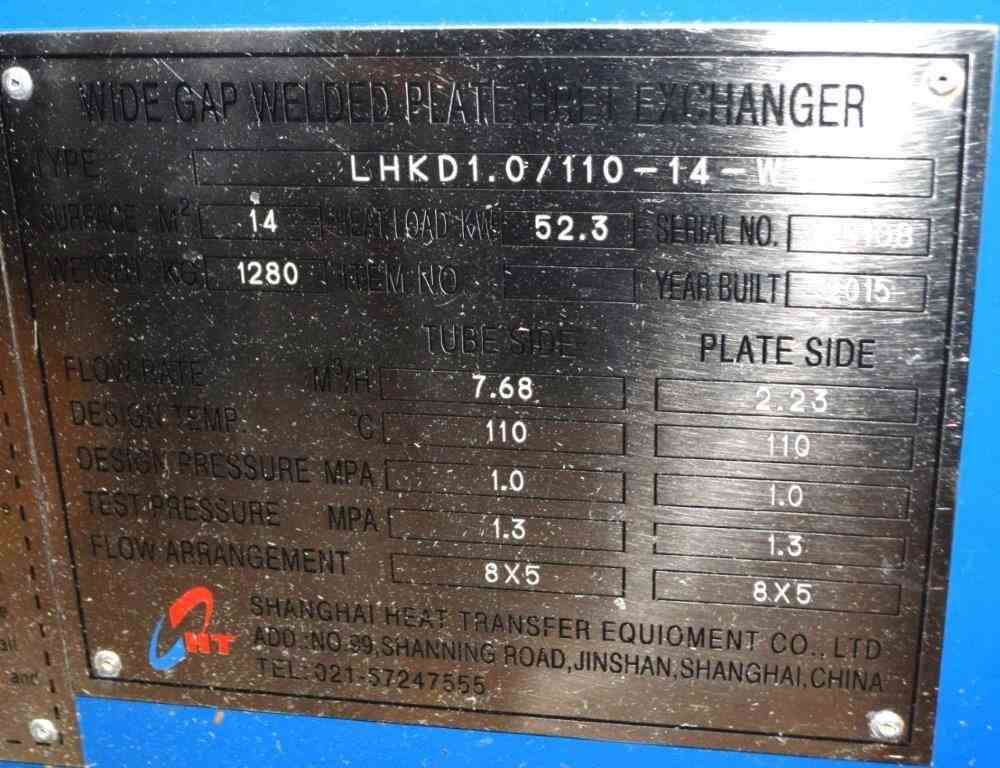 WIDE GAP WELDED PLATE HAET EXCHANGER
TYPE LHKD1.0/110-14-W
SURFACE M² 14 HEAT LOAD KW 52.3 SERIAL NO.
WEIGHT KG 1280 ITEM NO. YEAR BUILT 2015
TUBE SIDE PLATE SIDE
FLOW RATE M³/H 7.68 2.23
DESIGN TEMP. °C 110 110
DESIGN PRESSURE MPA 1.0 1.0
TEST PRESSURE MPA 1.3 1.3
FLOW ARRANGEMENT 8X5 8X5
HT
SHANGHAI HEAT TRANSFER EQUIOMENT CO., LTD
ADD.:NO.99,SHANNING ROAD,JINSHAN,SHANGHAI,CHINA
TEL: 021-57247555
and